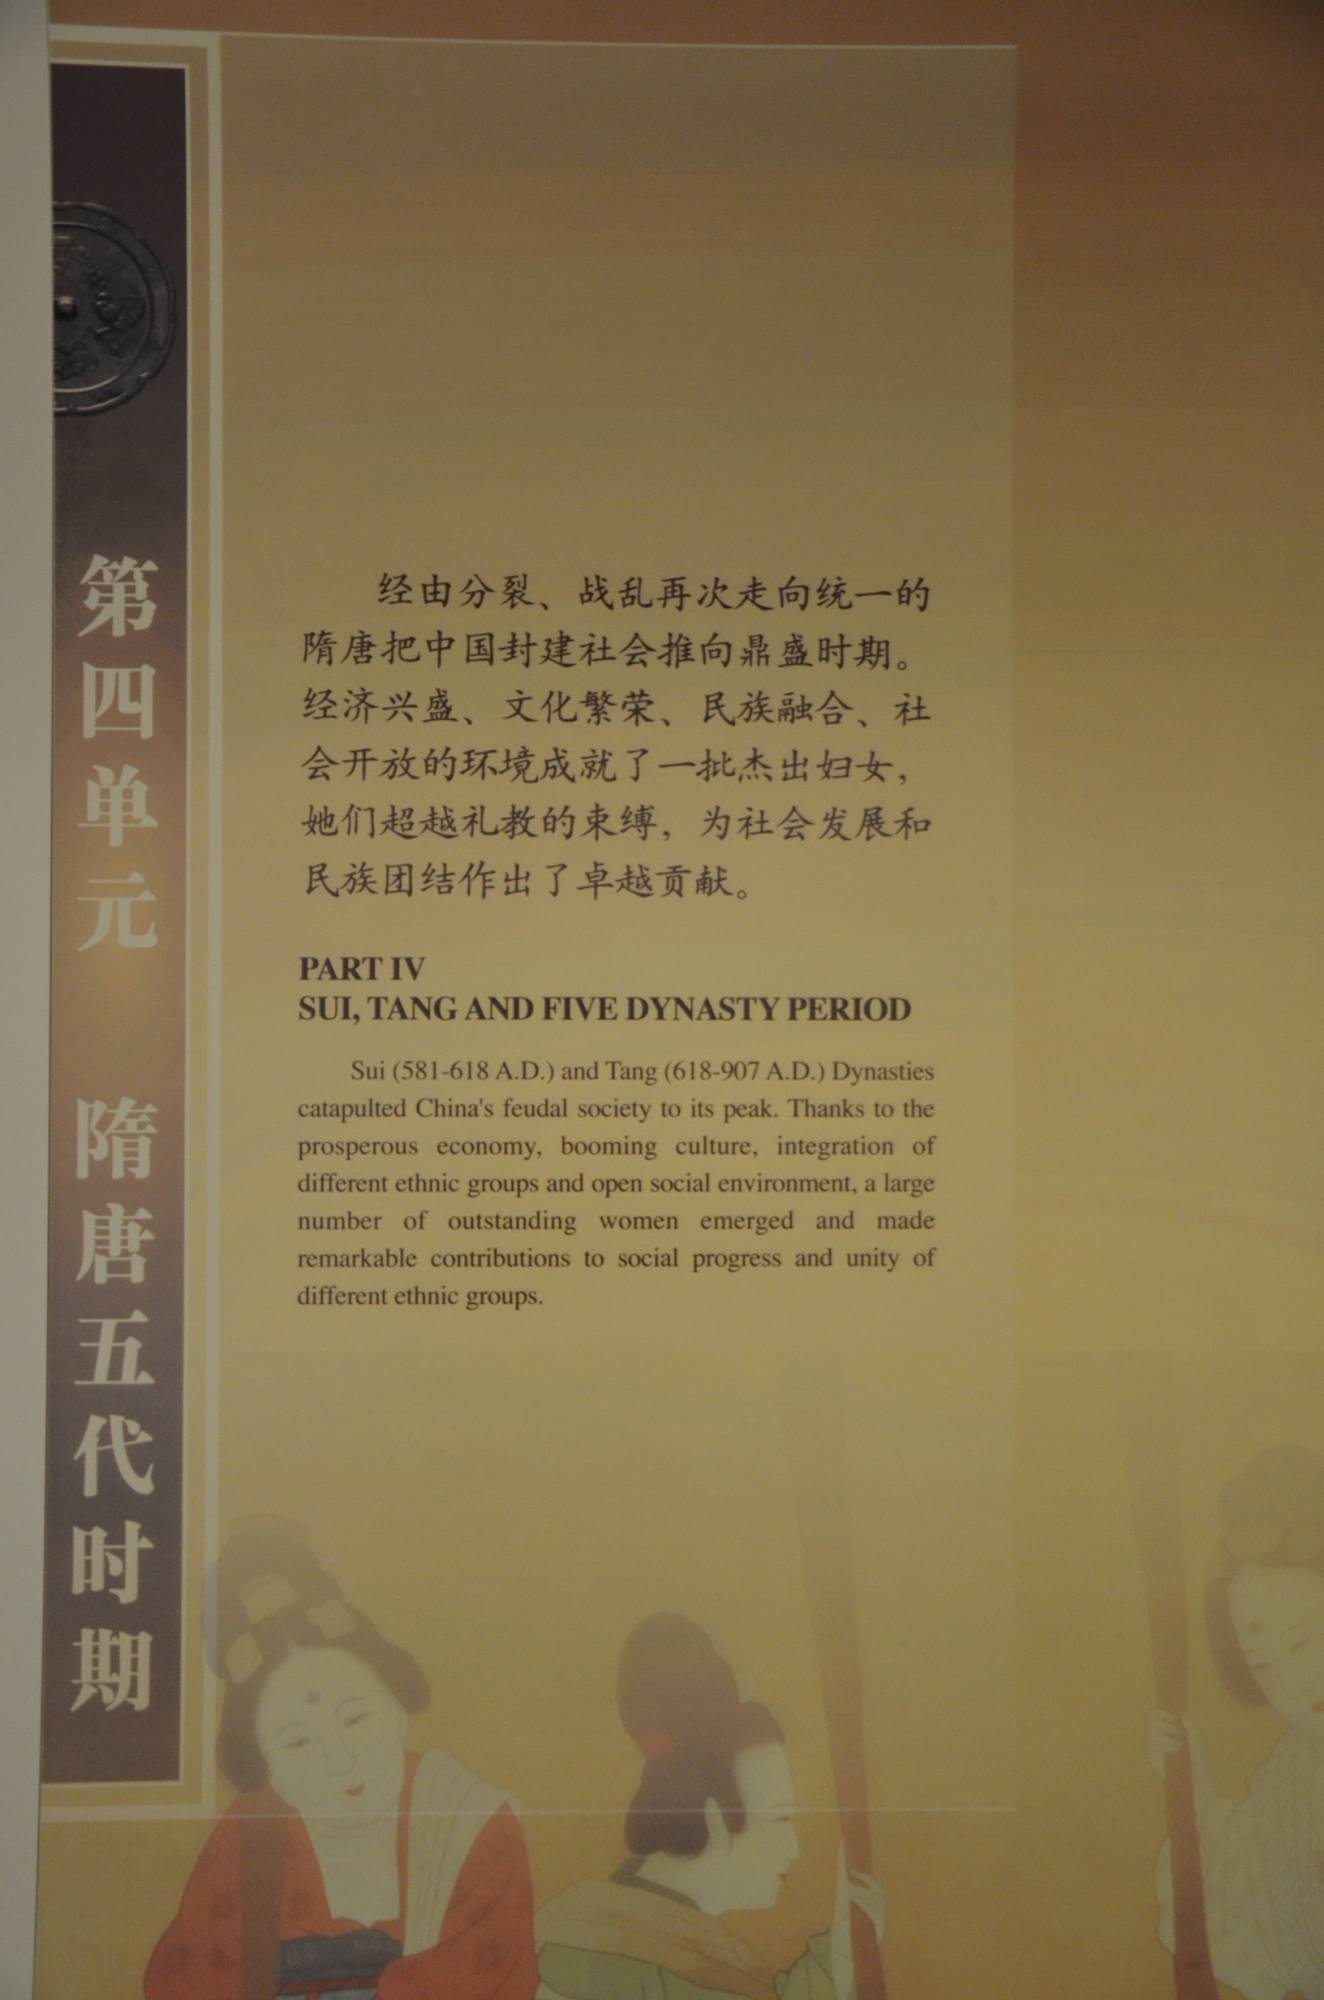 第四单元 隋唐五代时期
经由分裂、战乱再次走向统一的
隋唐把中国封建社会推向鼎盛时期。
经济兴盛、文化繁荣、民族融合、社
会开放的环境成就了一批杰出妇女，
她们超越礼教的束缚，为社会发展和
民族团结作出了卓越贡献。
PART IV
SUI, TANG AND FIVE DYNASTY PERIOD
Sui (581-618 A.D.) and Tang (618-907 A.D.) Dynasties
catapulted China's feudal society to its peak. Thanks to the
prosperous economy, booming culture, integration of
different ethnic groups and open social environment, a large
number of outstanding women emerged and made
remarkable contributions to social progress and unity of
different ethnic groups.